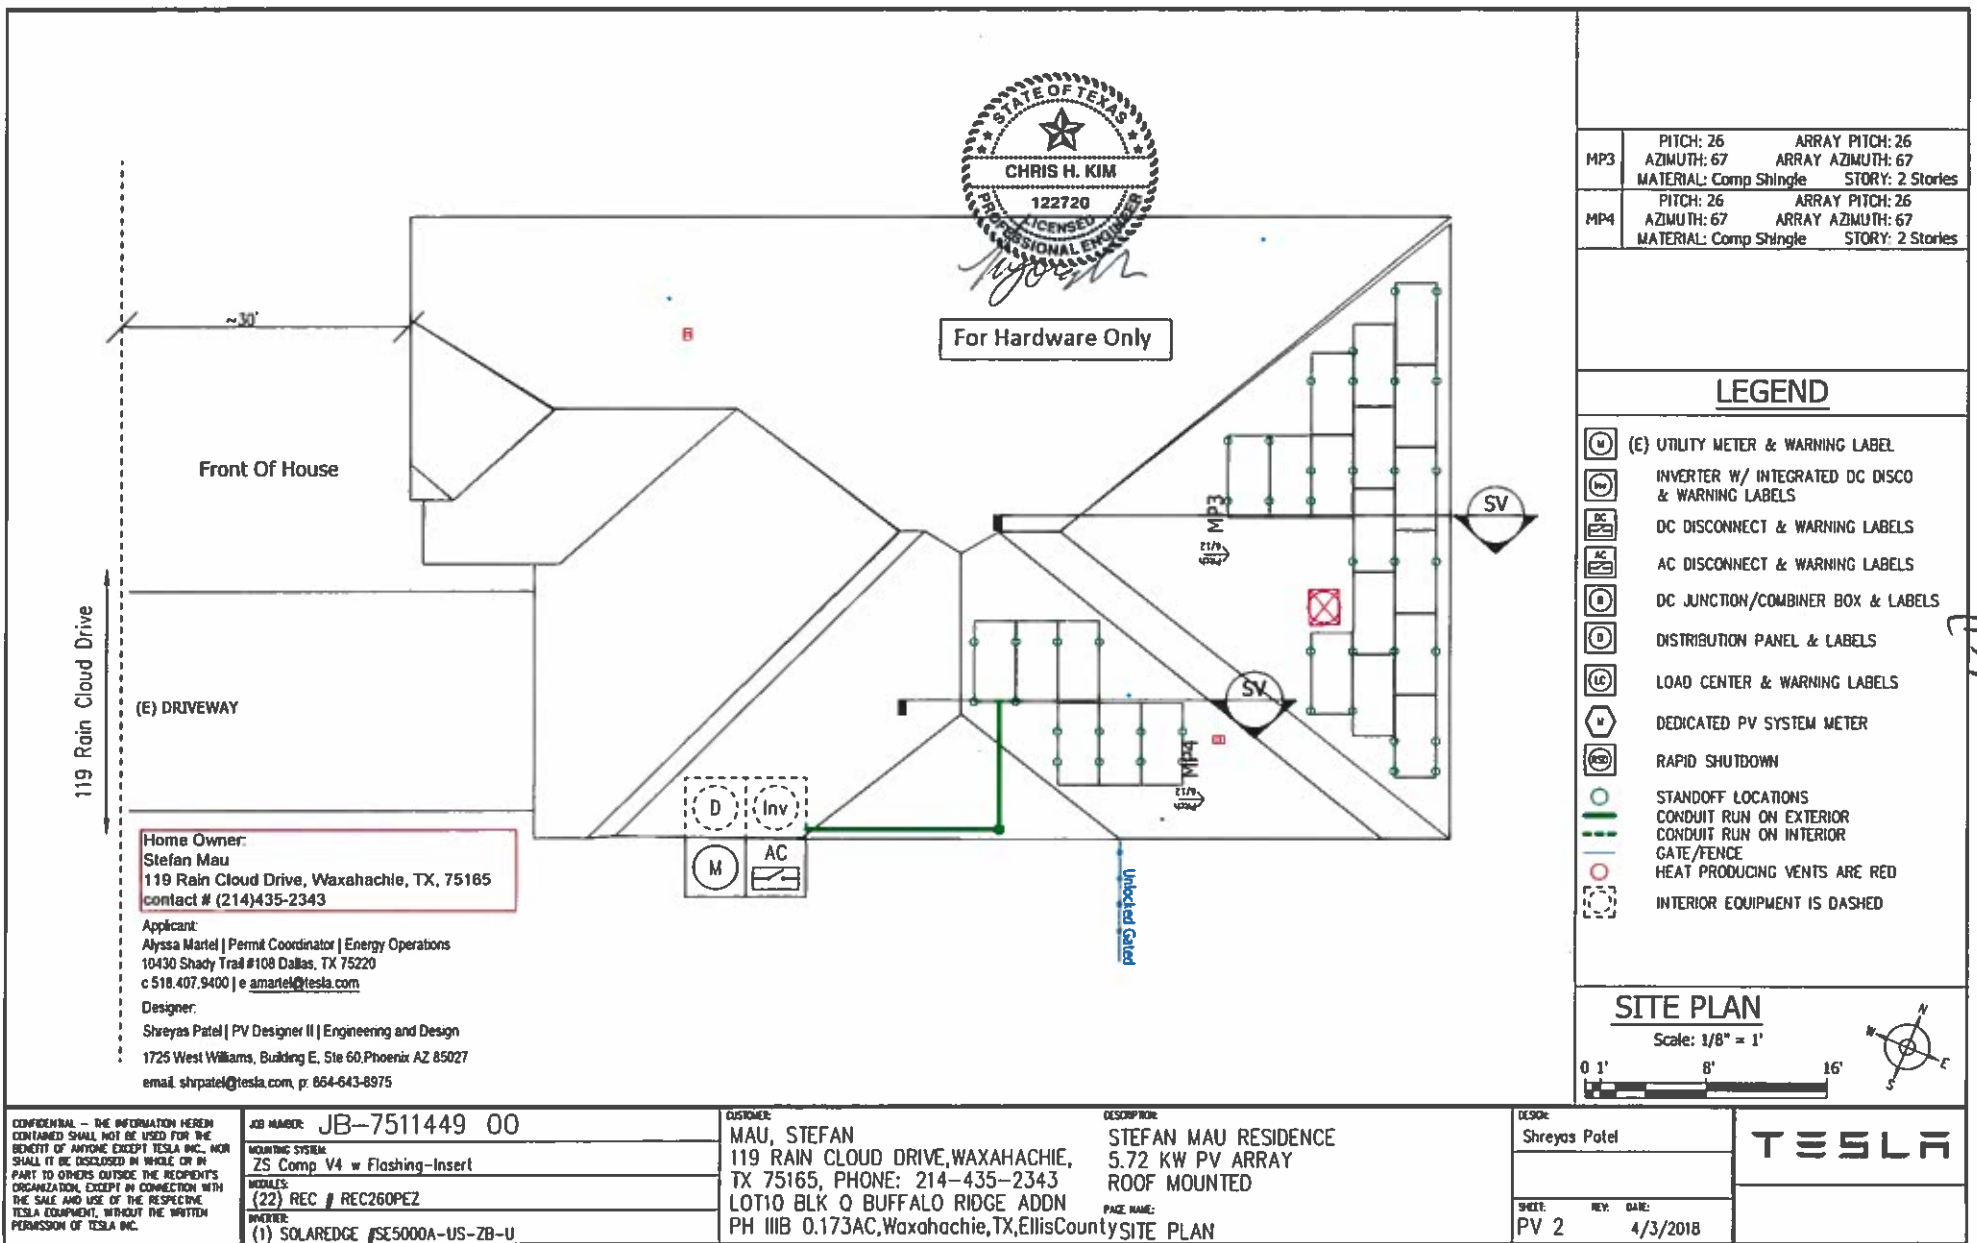 STATE OF TEXAS
CHRIS H. KIM
122720
LICENSED
PROFESSIONAL ENGINEER
For Hardware Only
~30'
Front Of House
119 Rain Cloud Drive
(E) DRIVEWAY
MP3
SV
MP4
SV
D
Inv
M
AC
Unlocked Gated
Home Owner:
Stefan Mau
119 Rain Cloud Drive, Waxahachie, TX, 75165
contact # (214)435-2343
Applicant:
Alyssa Martel | Permit Coordinator | Energy Operations
10430 Shady Trail #108 Dallas, TX 75220
c 518.407.9400 | e amartel@tesla.com
Designer:
Shreyas Patel | PV Designer II | Engineering and Design
1725 West Williams, Building E, Ste 60,Phoenix AZ 85027
email. shrpatel@tesla.com, p: 864-643-8975
MP3
PITCH: 26 ARRAY PITCH: 26
AZIMUTH: 67 ARRAY AZIMUTH: 67
MATERIAL: Comp Shingle STORY: 2 Stories
MP4
PITCH: 26 ARRAY PITCH: 26
AZIMUTH: 67 ARRAY AZIMUTH: 67
MATERIAL: Comp Shingle STORY: 2 Stories
LEGEND
M (E) UTILITY METER & WARNING LABEL
Inv INVERTER W/ INTEGRATED DC DISCO
& WARNING LABELS
DC DC DISCONNECT & WARNING LABELS
AC AC DISCONNECT & WARNING LABELS
B DC JUNCTION/COMBINER BOX & LABELS
D DISTRIBUTION PANEL & LABELS
LC LOAD CENTER & WARNING LABELS
M DEDICATED PV SYSTEM METER
RSD RAPID SHUTDOWN
STANDOFF LOCATIONS
CONDUIT RUN ON EXTERIOR
CONDUIT RUN ON INTERIOR
GATE/FENCE
HEAT PRODUCING VENTS ARE RED
INTERIOR EQUIPMENT IS DASHED
SITE PLAN
Scale: 1/8" = 1'
0 1' 8' 16'
N
W
E
S
CONFIDENTIAL – THE INFORMATION HEREIN
CONTAINED SHALL NOT BE USED FOR THE
BENEFIT OF ANYONE EXCEPT TESLA INC., NOR
SHALL IT BE DISCLOSED IN WHOLE OR IN
PART TO OTHERS OUTSIDE THE RECIPIENT'S
ORGANIZATION, EXCEPT IN CONNECTION WITH
THE SALE AND USE OF THE RESPECTIVE
TESLA EQUIPMENT, WITHOUT THE WRITTEN
PERMISSION OF TESLA INC.
JOB NUMBER: JB-7511449 00
MOUNTING SYSTEM:
ZS Comp V4 w Flashing-Insert
MODULES:
(22) REC # REC260PEZ
INVERTER:
(1) SOLAREDGE #SE5000A-US-ZB-U
CUSTOMER:
MAU, STEFAN
119 RAIN CLOUD DRIVE,WAXAHACHIE,
TX 75165, PHONE: 214-435-2343
LOT10 BLK Q BUFFALO RIDGE ADDN
PH IIIB 0.173AC,Waxahachie,TX,EllisCounty
DESCRIPTION:
STEFAN MAU RESIDENCE
5.72 KW PV ARRAY
ROOF MOUNTED
PAGE NAME:
SITE PLAN
DESIGN:
Shreyas Patel
SHEET: REV: DATE:
PV 2 4/3/2018
TESLA